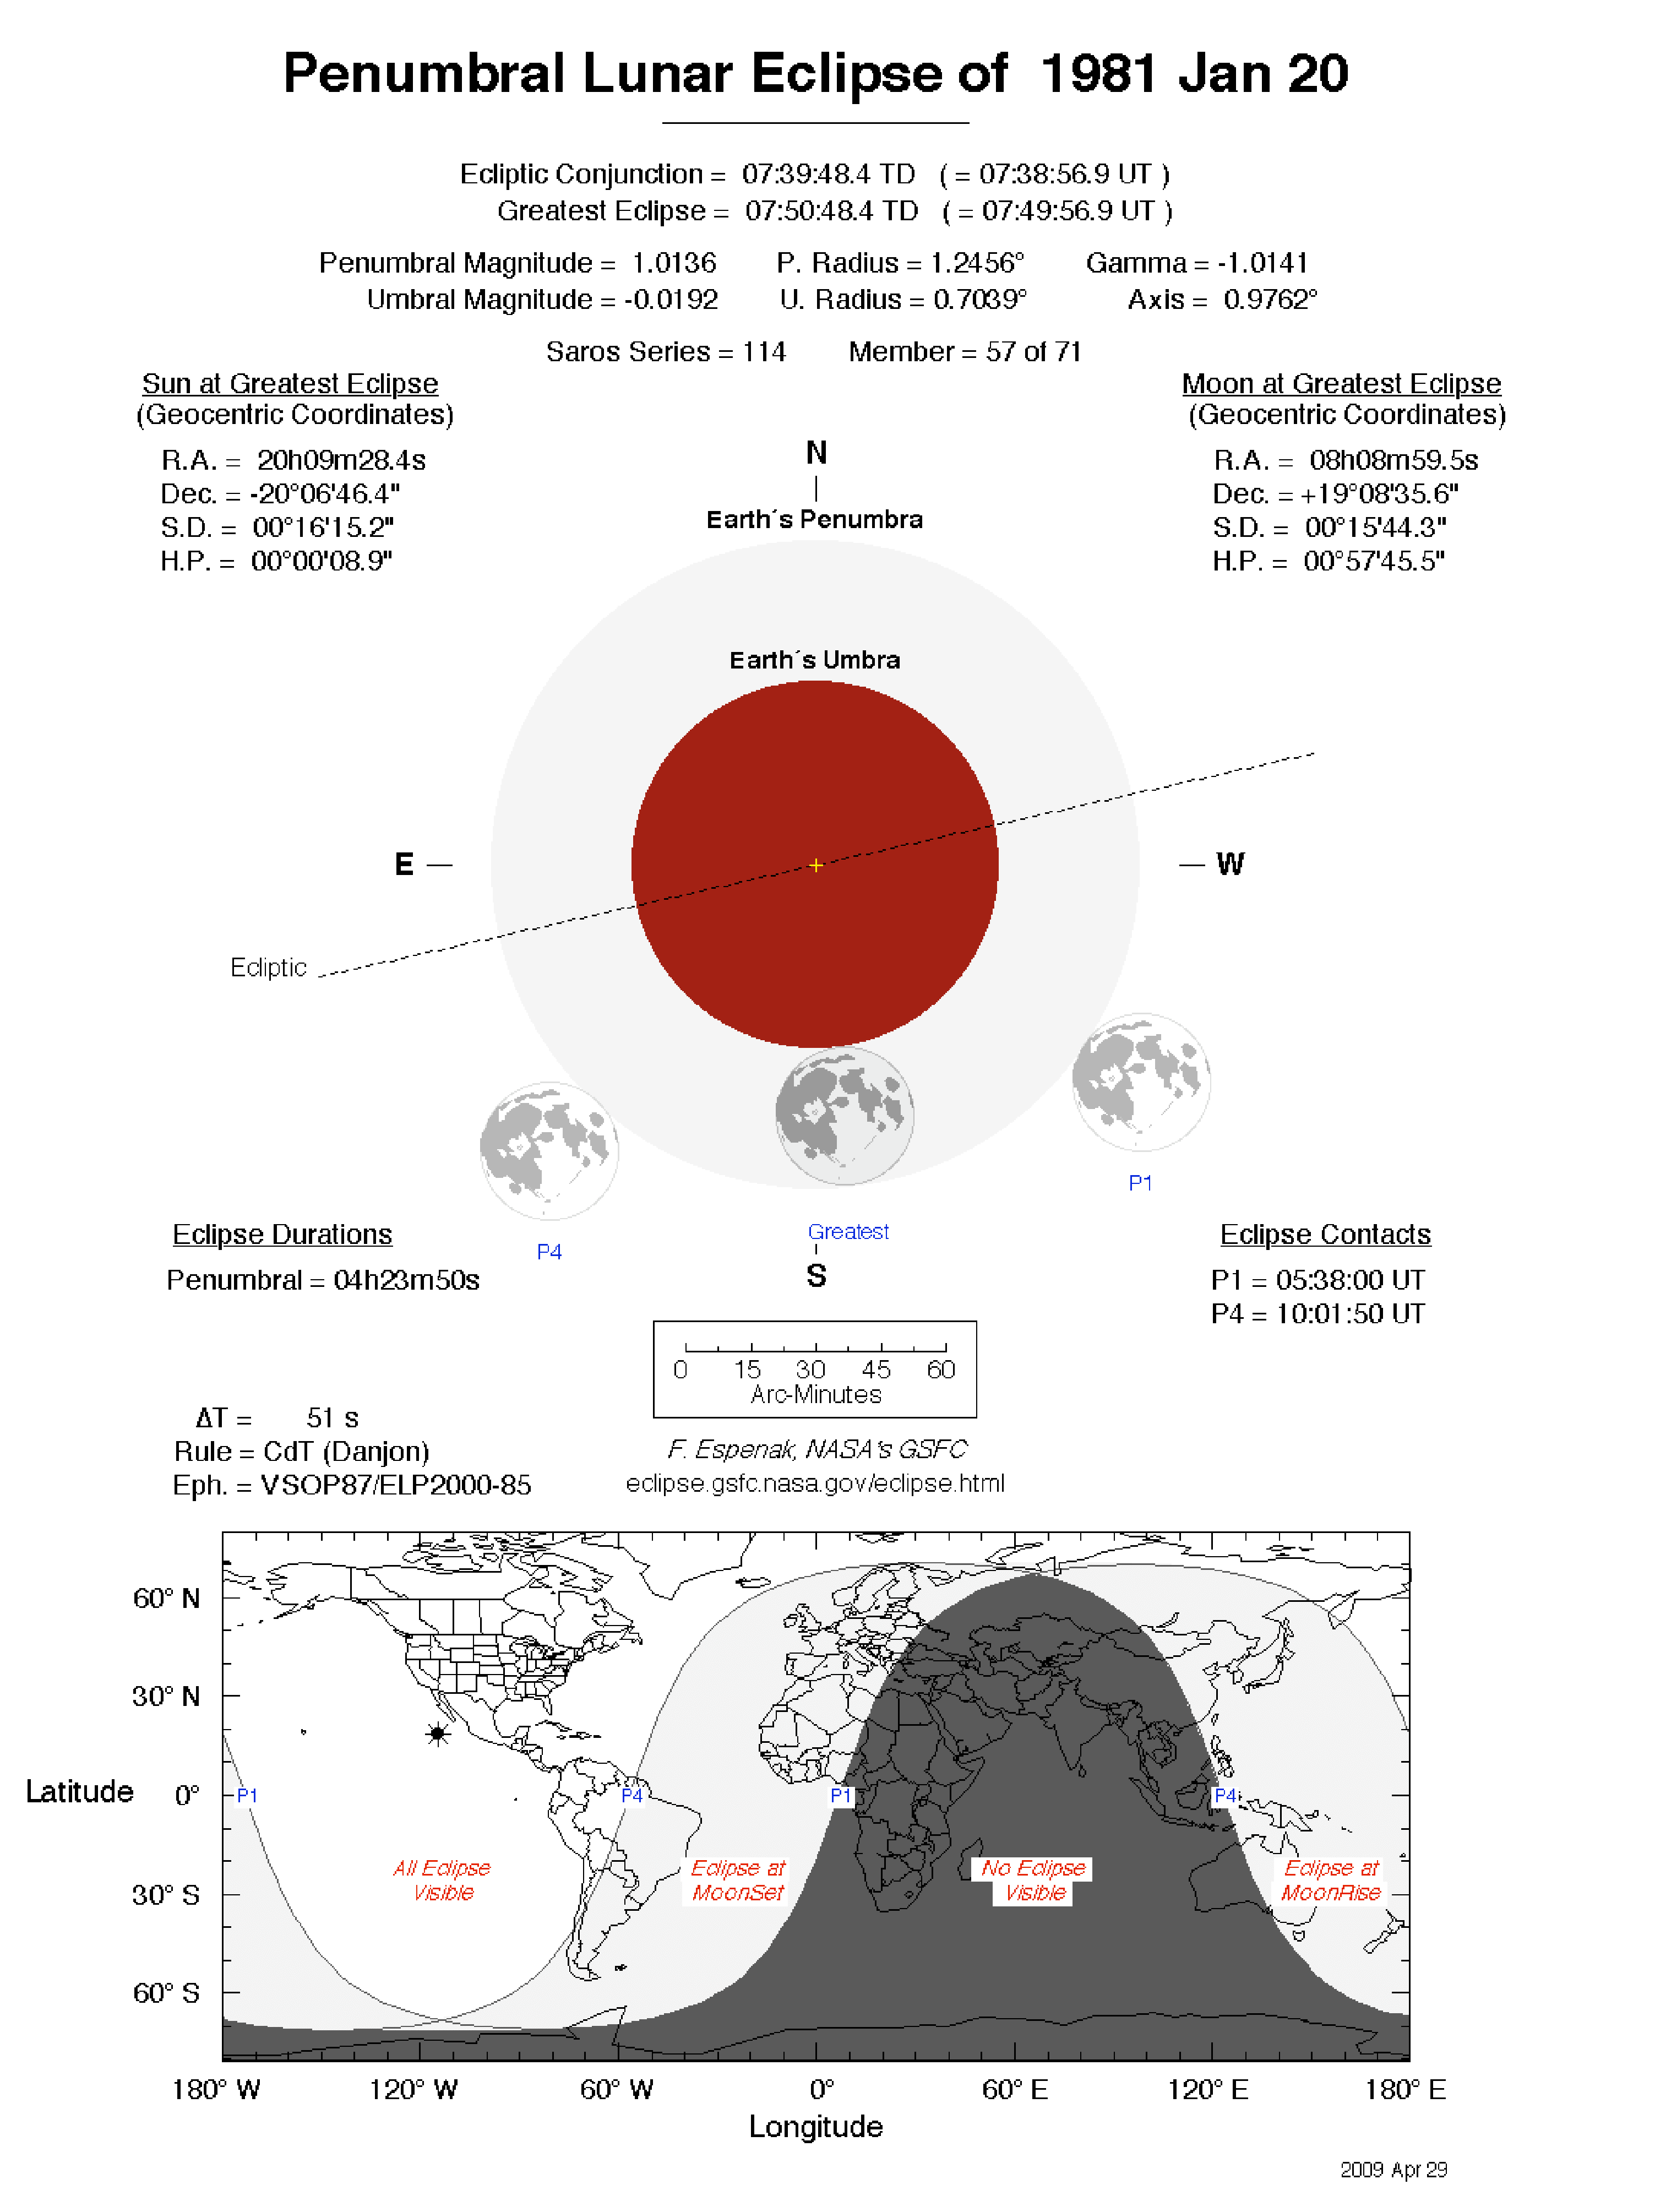 Penumbral Lunar Eclipse of 1981 Jan 20
Ecliptic Conjunction = 07:39:48.4 TD ( = 07:38:56.9 UT )
Greatest Eclipse = 07:50:48.4 TD ( = 07:49:56.9 UT )
Penumbral Magnitude = 1.0136 P. Radius = 1.2456° Gamma = -1.0141
Umbral Magnitude = -0.0192 U. Radius = 0.7039° Axis = 0.9762°
Saros Series = 114 Member = 57 of 71
Sun at Greatest Eclipse
(Geocentric Coordinates)
R.A. = 20h09m28.4s
Dec. = -20°06'46.4"
S.D. = 00°16'15.2"
H.P. = 00°00'08.9"
Moon at Greatest Eclipse
(Geocentric Coordinates)
R.A. = 08h08m59.5s
Dec. = +19°08'35.6"
S.D. = 00°15'44.3"
H.P. = 00°57'45.5"
N
Earth´s Penumbra
Earth´s Umbra
E
W
Ecliptic
P1
Greatest
P4
S
Eclipse Durations
Penumbral = 04h23m50s
Eclipse Contacts
P1 = 05:38:00 UT
P4 = 10:01:50 UT
0 15 30 45 60
Arc-Minutes
ΔT = 51 s
Rule = CdT (Danjon)
Eph. = VSOP87/ELP2000-85
F. Espenak, NASA's GSFC
eclipse.gsfc.nasa.gov/eclipse.html
60° N
30° N
Latitude 0°
30° S
60° S
P1 P4 P1 P4
All Eclipse
Visible
Eclipse at
MoonSet
No Eclipse
Visible
Eclipse at
MoonRise
180° W 120° W 60° W 0° 60° E 120° E 180° E
Longitude
2009 Apr 29